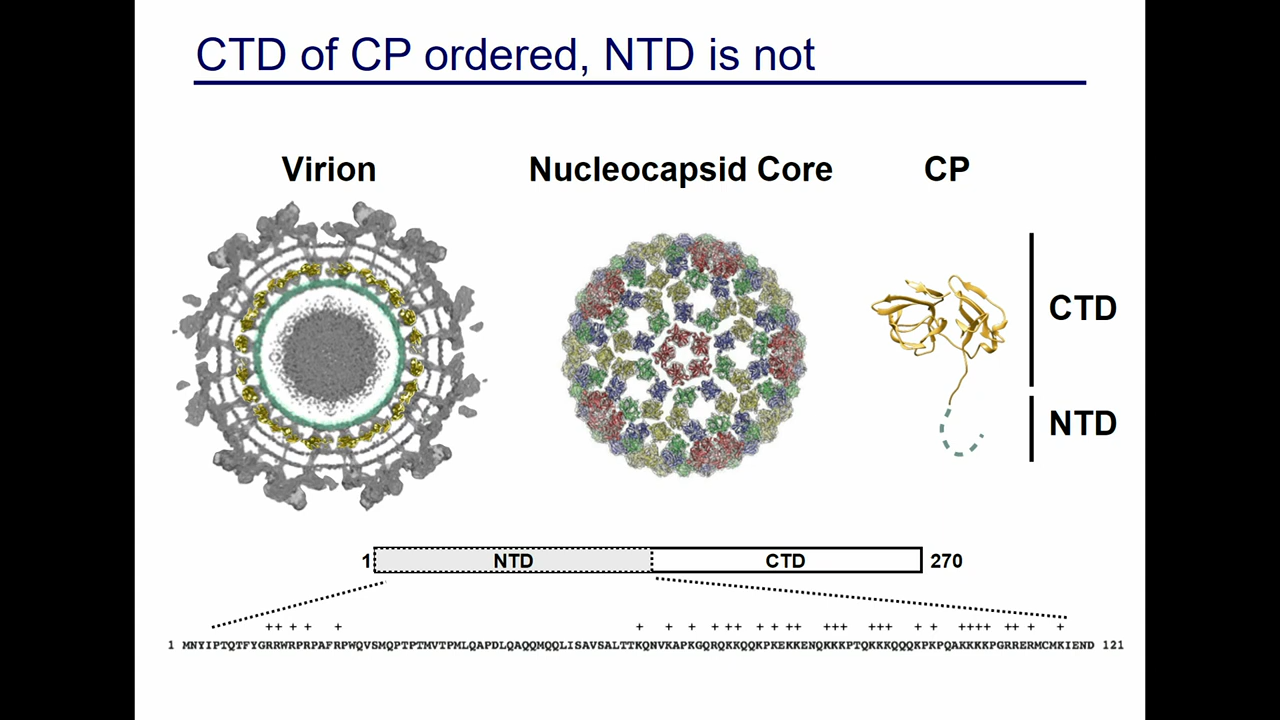 CTD of CP ordered, NTD is not
Virion
Nucleocapsid Core
CP
CTD
NTD
1 NTD CTD 270
+ + + + + + + + + + + + + + + + + + + + + + + + + + + + + + +
1 MNYIPTQTFYGRRWRPRPAFRPWQVSMQPTPTMVTPMLQAPDLQAQQMQQLISAVSALTTKQNVKAPKGQRQKKQQKPKEKKENQKKKPTQKKKQQQKPKPQAKKKKPGRRERMCMKIEND 121